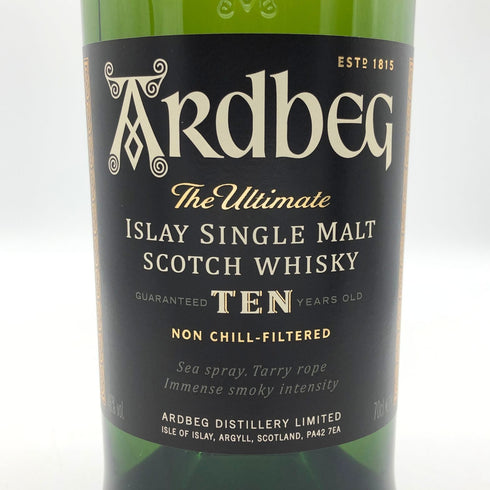 ESTD 1815
ARDBEG
The Ultimate
ISLAY SINGLE MALT
SCOTCH WHISKY
GUARANTEED TEN YEARS OLD
NON CHILL-FILTERED
Sea spray. Tarry rope
Immense smoky intensity
70cl
ARDBEG DISTILLERY LIMITED
ISLE OF ISLAY, ARGYLL, SCOTLAND, PA42 7EA